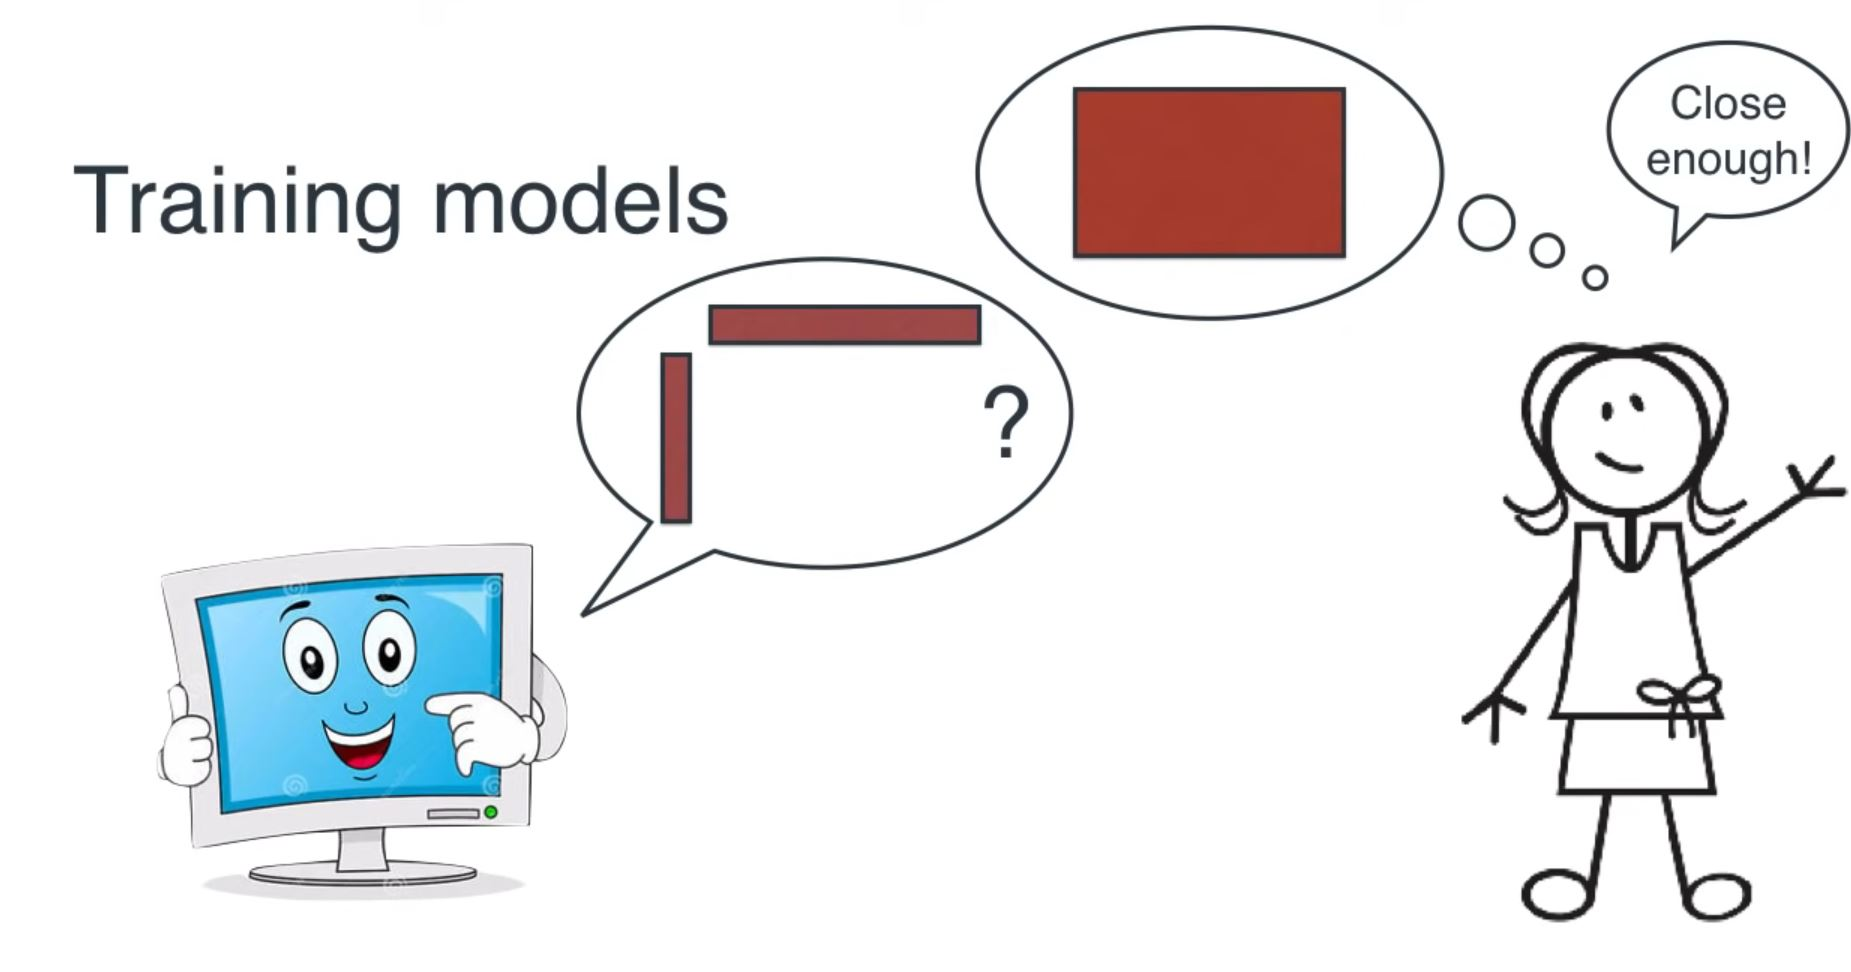 Training models
Close
enough!
?